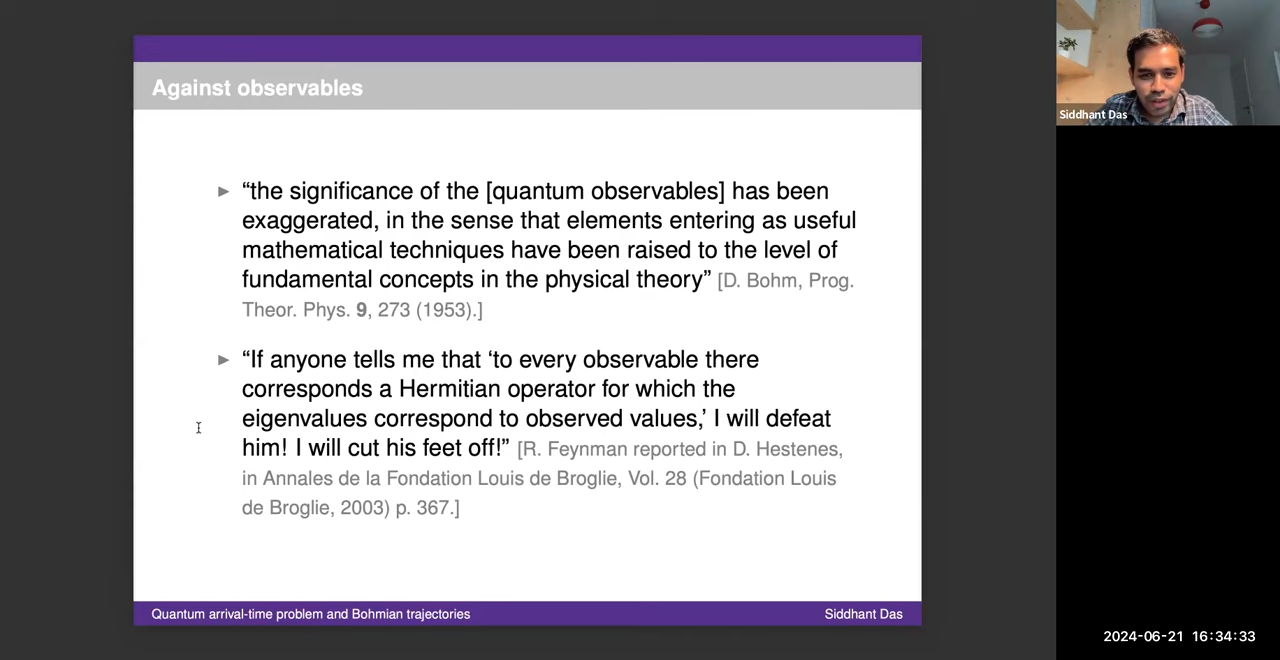 Against observables
► “the significance of the [quantum observables] has been
exaggerated, in the sense that elements entering as useful
mathematical techniques have been raised to the level of
fundamental concepts in the physical theory” [D. Bohm, Prog.
Theor. Phys. 9, 273 (1953).]
► “If anyone tells me that ‘to every observable there
corresponds a Hermitian operator for which the
eigenvalues correspond to observed values,’ I will defeat
him! I will cut his feet off!” [R. Feynman reported in D. Hestenes,
in Annales de la Fondation Louis de Broglie, Vol. 28 (Fondation Louis
de Broglie, 2003) p. 367.]
Quantum arrival-time problem and Bohmian trajectories
Siddhant Das
Siddhant Das
2024-06-21 16:34:33